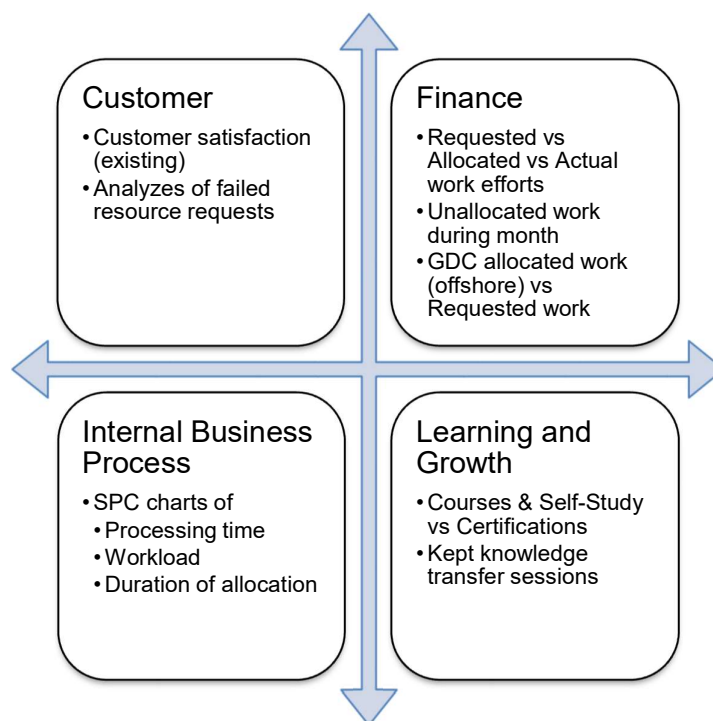 Customer
• Customer satisfaction
(existing)
• Analyzes of failed
resource requests
Finance
• Requested vs
Allocated vs Actual
work efforts
• Unallocated work
during month
• GDC allocated work
(offshore) vs
Requested work
Internal Business
Process
• SPC charts of
• Processing time
• Workload
• Duration of allocation
Learning and
Growth
• Courses & Self-Study
vs Certifications
• Kept knowledge
transfer sessions